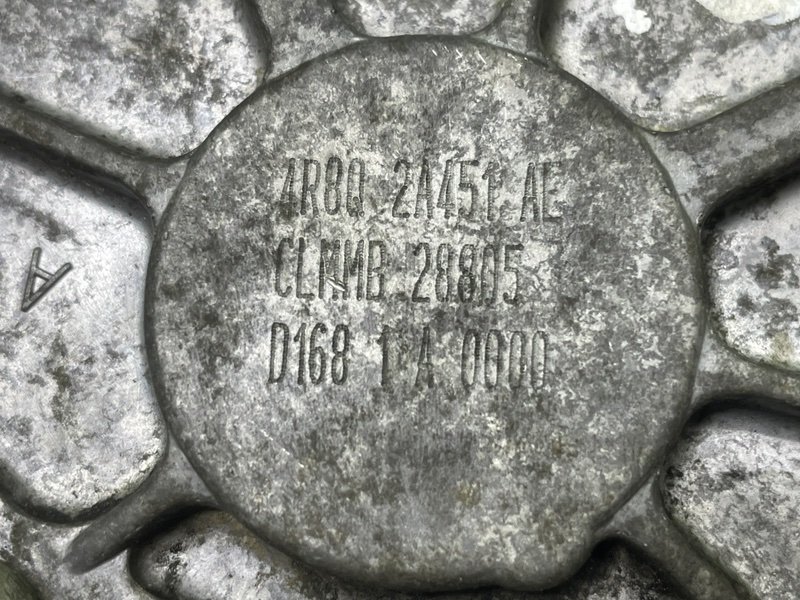 4R8Q 2A451 AE
CLMMB 28805
D168 1 A 0000
A